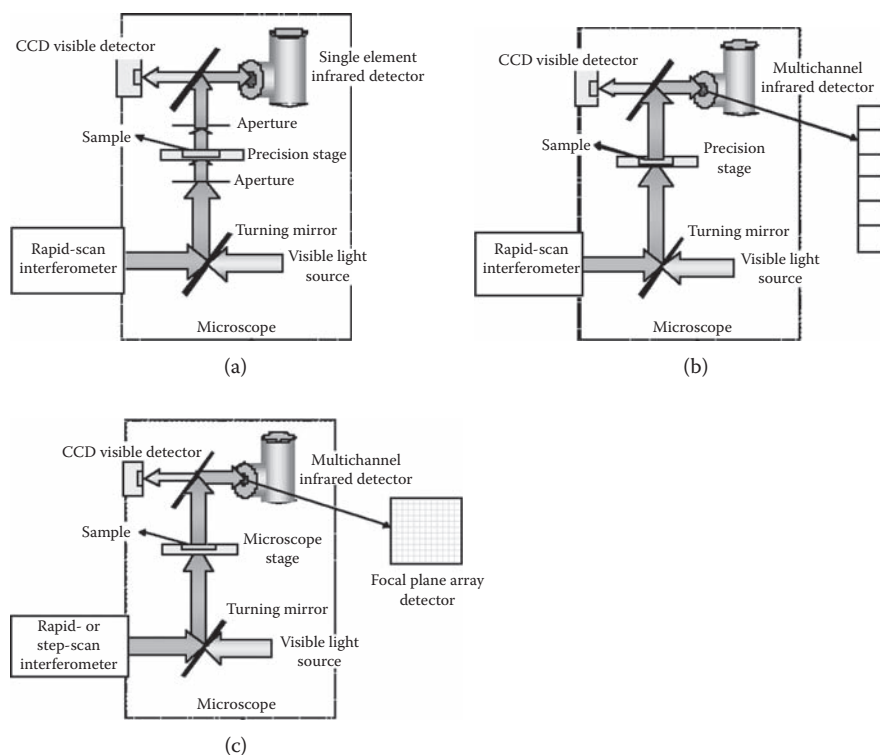 CCD visible detector
Single element
infrared detector
Aperture
Sample
Precision stage
Aperture
Turning mirror
Rapid-scan
interferometer
Visible light
source
Microscope
(a)
CCD visible detector
Multichannel
infrared detector
Sample
Precision
stage
Turning mirror
Rapid-scan
interferometer
Visible light
source
Microscope
(b)
CCD visible detector
Multichannel
infrared detector
Sample
Microscope
stage
Focal plane array
detector
Turning mirror
Rapid- or
step-scan
interferometer
Visible light
source
Microscope
(c)